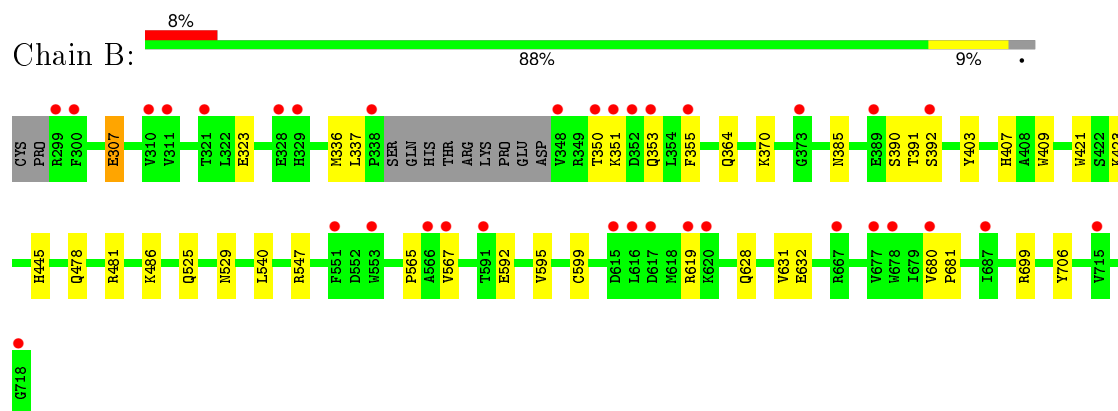 8%
Chain B:
88% 9% .
CYS PRO R299 F300 E307 V310 V311 T321 L322 E323 E328 H329 M336 L337 P338 SER GLN HIS THR ARG LYS PRO GLU ASP V348 R349 T350 K351 D352 Q353 L354 F355 Q364 K370 G373 N385 E389 S390 T391 S392 Y403 H407 A408 W409 W421 S422 K423
H445 Q478 R481 K486 Q525 N529 L540 R547 F551 D552 W553 P565 A566 V567 T591 E592 V595 C599 D615 L616 D617 M618 R619 K620 Q628 V631 E632 R667 V677 W678 I679 V680 P681 I687 R699 Y706 V715
G718